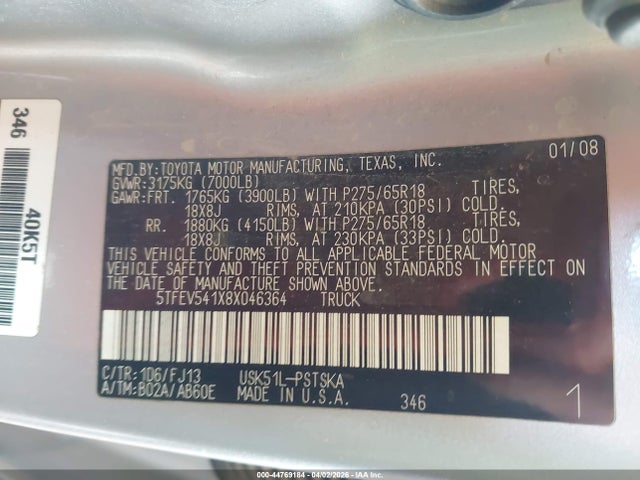 346
40K5T
MFD.BY:TOYOTA MOTOR MANUFACTURING, TEXAS, INC. 01/08
GVWR:3175KG (7000LB)
GAWR:FRT. 1765KG (3900LB) WITH P275/65R18 TIRES,
18X8J RIMS, AT 210KPA (30PSI) COLD.
RR. 1880KG (4150LB) WITH P275/65R18 TIRES,
18X8J RIMS, AT 230KPA (33PSI) COLD.
THIS VEHICLE CONFORMS TO ALL APPLICABLE FEDERAL MOTOR
VEHICLE SAFETY AND THEFT PREVENTION STANDARDS IN EFFECT ON
THE DATE OF MANUFACTURE SHOWN ABOVE.
5TFEV541X8X046364 TRUCK
C/TR:1D6/FJ13 USK51L-PSTSKA
A/TM:B02A/AB60E MADE IN U.S.A. 346 1
000-44769184 - 04/02/2026 - IAA Inc.